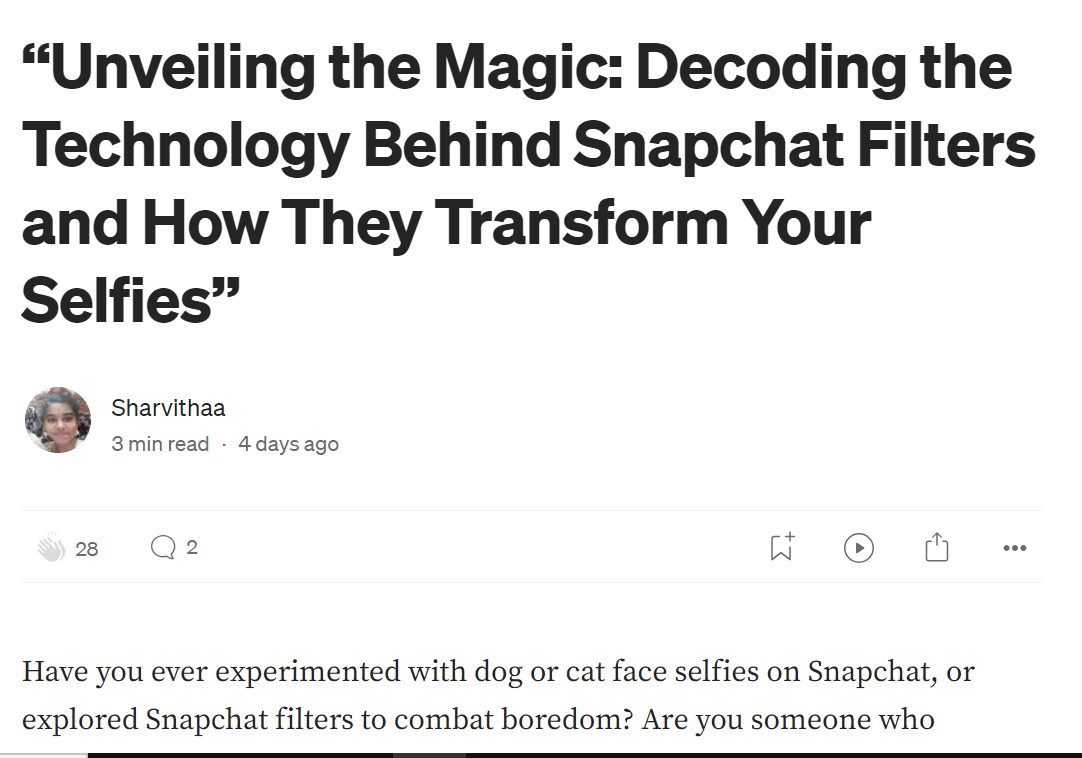 “Unveiling the Magic: Decoding the
Technology Behind Snapchat Filters
and How They Transform Your
Selfies”
Sharvithaa
3 min read · 4 days ago
28 2
Have you ever experimented with dog or cat face selfies on Snapchat, or
explored Snapchat filters to combat boredom? Are you someone who